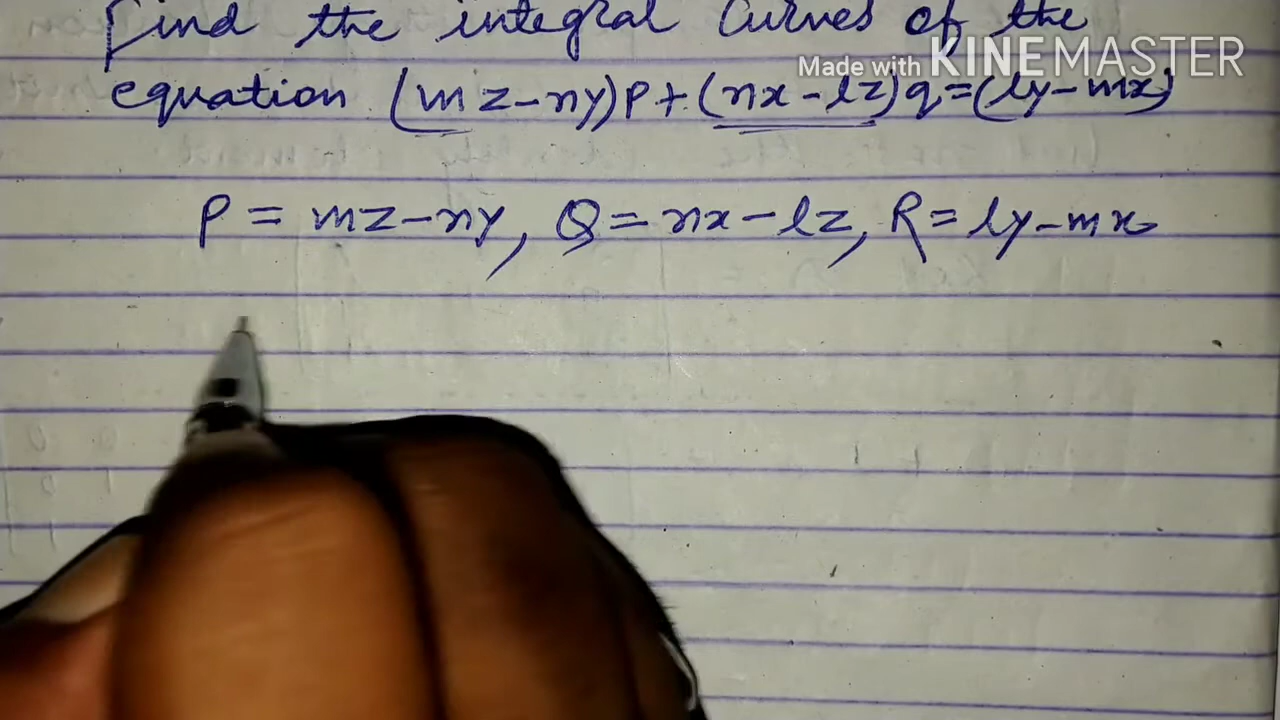 Find the integral Curves of the
Made with KINEMASTER
equation (mz-ny)p+(nx-lz)q=(ly-mx)
P = mz-ny, Q=nx-lz, R=ly-mx